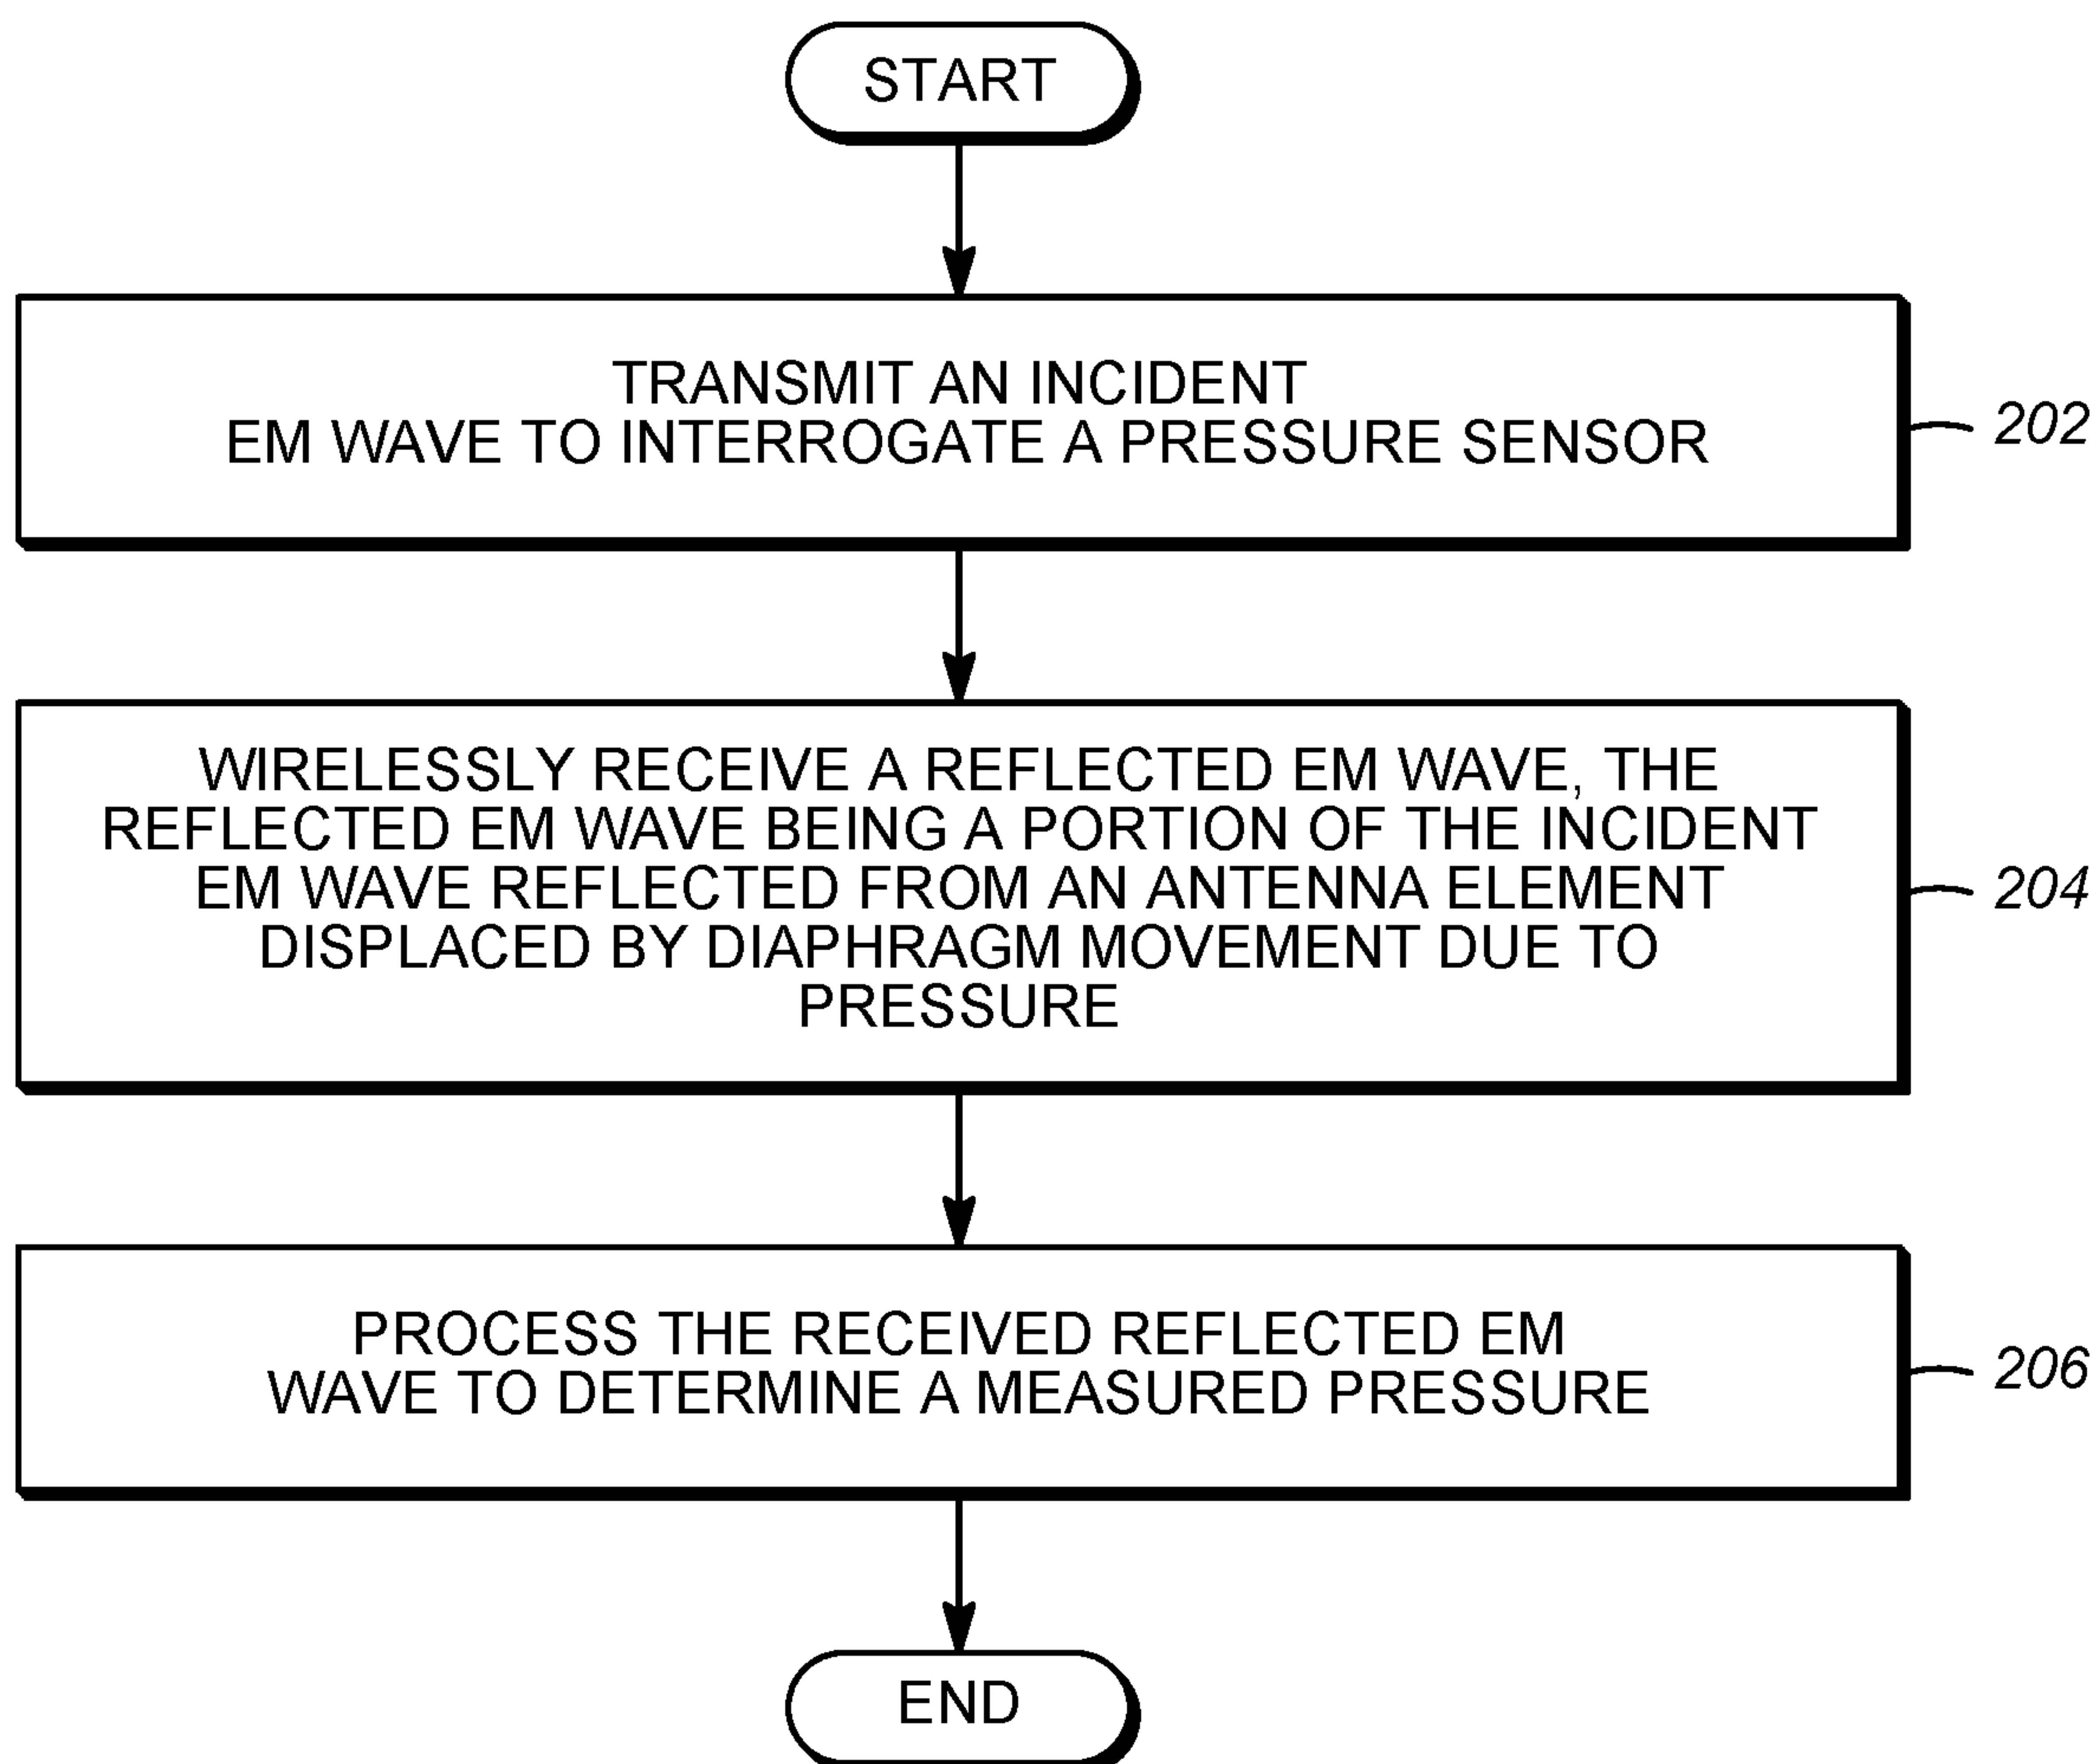 START
TRANSMIT AN INCIDENT
EM WAVE TO INTERROGATE A PRESSURE SENSOR
202
WIRELESSLY RECEIVE A REFLECTED EM WAVE, THE
REFLECTED EM WAVE BEING A PORTION OF THE INCIDENT
EM WAVE REFLECTED FROM AN ANTENNA ELEMENT
DISPLACED BY DIAPHRAGM MOVEMENT DUE TO
PRESSURE
204
PROCESS THE RECEIVED REFLECTED EM
WAVE TO DETERMINE A MEASURED PRESSURE
206
END